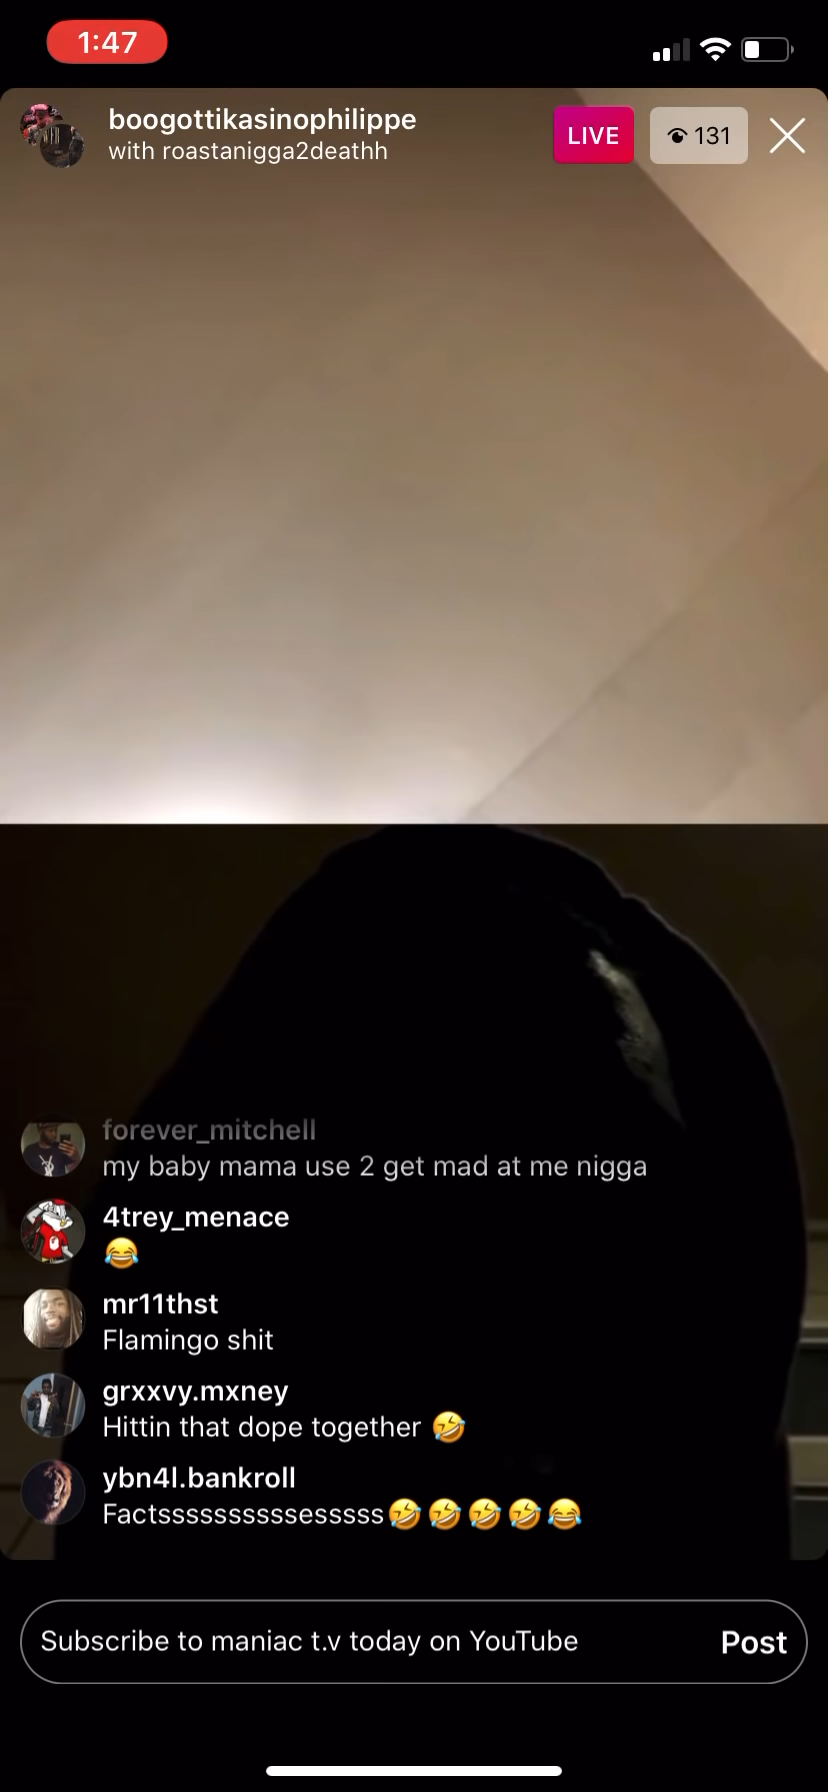 1:47
boogottikasinophilippe
with roastanigga2deathh
LIVE
131
forever_mitchell
my baby mama use 2 get mad at me nigga
4trey_menace
😂
mr11thst
Flamingo shit
grxxvy.mxney
Hittin that dope together 🤣
ybn4l.bankroll
Factsssssssssssesssss🤣🤣🤣🤣😂
Subscribe to maniac t.v today on YouTube
Post